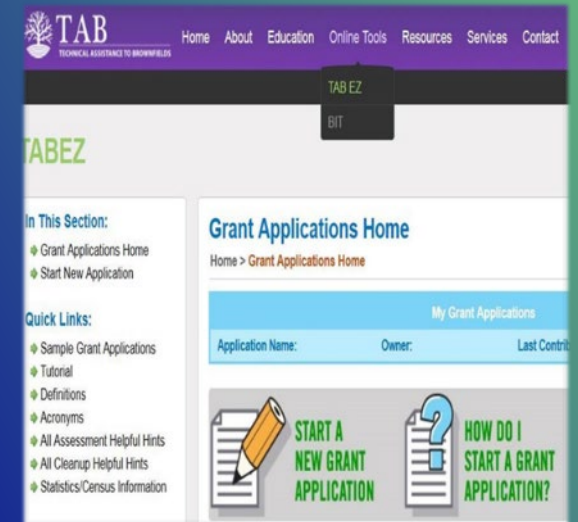 TAB
TECHNICAL ASSISTANCE TO BROWNFIELDS
Home About Education Online Tools Resources Services Contact
TAB EZ
BIT
TABEZ
In This Section:
Grant Applications Home
Start New Application
Quick Links:
Sample Grant Applications
Tutorial
Definitions
Acronyms
All Assessment Helpful Hints
All Cleanup Helpful Hints
Statistics/Census Information
Grant Applications Home
Home > Grant Applications Home
My Grant Applications
Application Name: Owner: Last Contrib
START A
NEW GRANT
APPLICATION
HOW DO I
START A GRANT
APPLICATION?